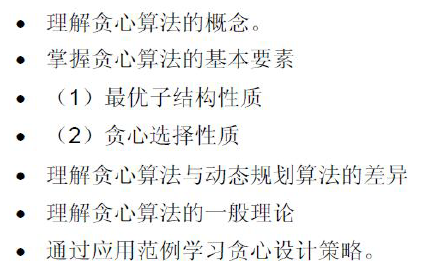 • 理解贪心算法的概念。
• 掌握贪心算法的基本要素
• （1）最优子结构性质
• （2）贪心选择性质
• 理解贪心算法与动态规划算法的差异
• 理解贪心算法的一般理论
• 通过应用范例学习贪心设计策略。